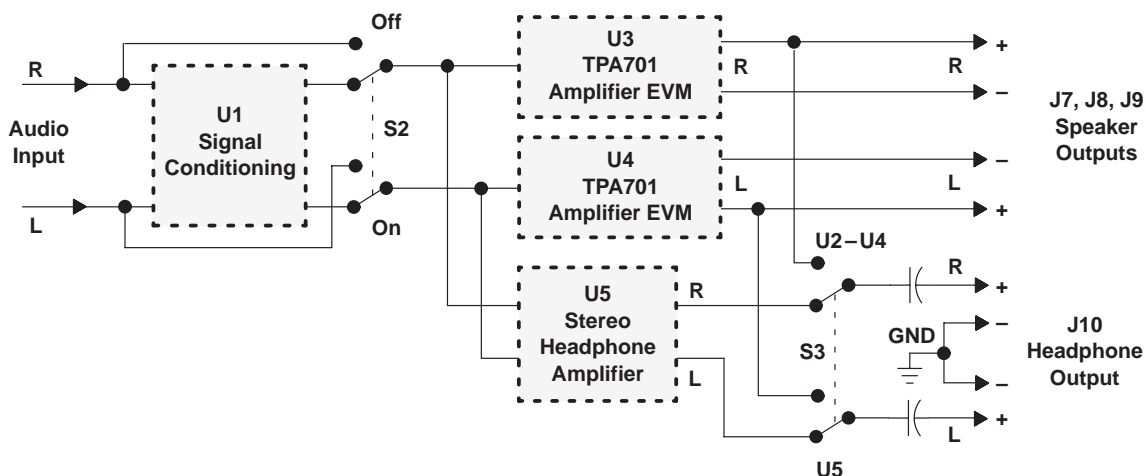 Off
R
Audio
Input
L
U1
Signal
Conditioning
S2
On
U3
TPA701
Amplifier EVM
R
U4
TPA701
Amplifier EVM
L
+
R
–
–
L
+
J7, J8, J9
Speaker
Outputs
U2–U4
U5
Stereo
Headphone
Amplifier
R
L
S3
U5
R
+
GND
–
–
+
L
J10
Headphone
Output